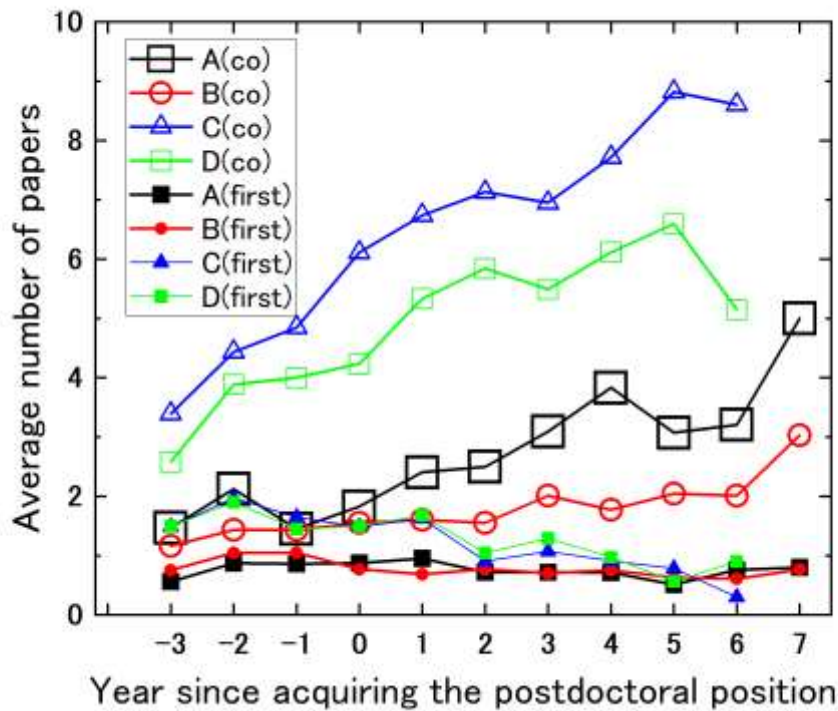 10
8
6
4
2
0
A(co)
B(co)
C(co)
D(co)
A(first)
B(first)
C(first)
D(first)
Average number of papers
-3 -2 -1 0 1 2 3 4 5 6 7
Year since acquiring the postdoctoral position